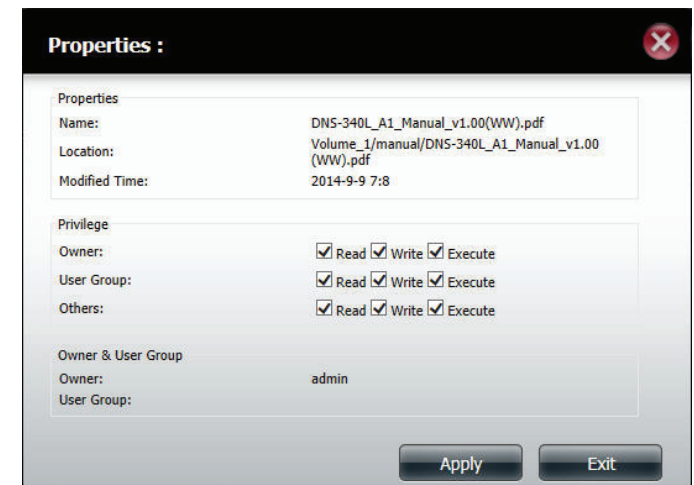 Properties :
Properties
Name: DNS-340L_A1_Manual_v1.00(WW).pdf
Location: Volume_1/manual/DNS-340L_A1_Manual_v1.00
(WW).pdf
Modified Time: 2014-9-9 7:8
Privilege
Owner: Read Write Execute
User Group: Read Write Execute
Others: Read Write Execute
Owner & User Group
Owner: admin
User Group:
Apply Exit